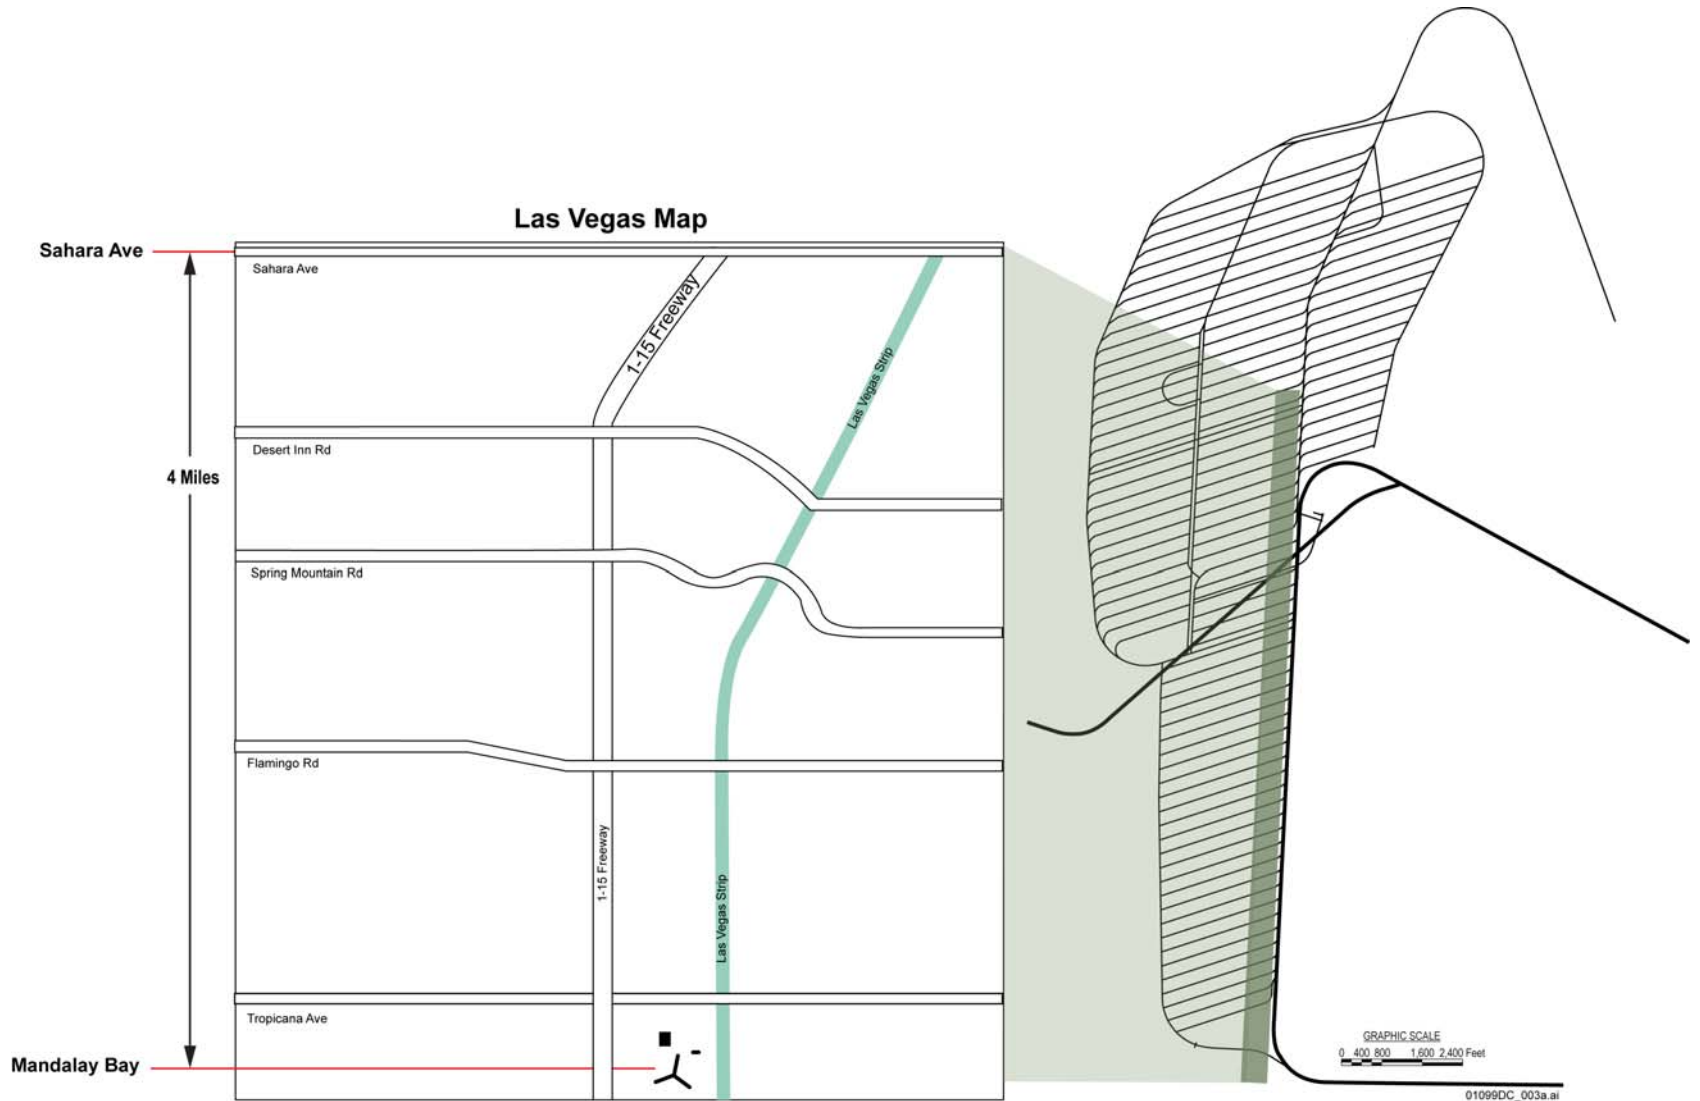 Las Vegas Map
Sahara Ave
Sahara Ave
1-15 Freeway
Las Vegas Strip
Desert Inn Rd
4 Miles
Spring Mountain Rd
Flamingo Rd
1-15 Freeway
Las Vegas Strip
Tropicana Ave
Mandalay Bay
GRAPHIC SCALE
0 400 800 1,600 2,400 Feet
01099DC_003a.ai